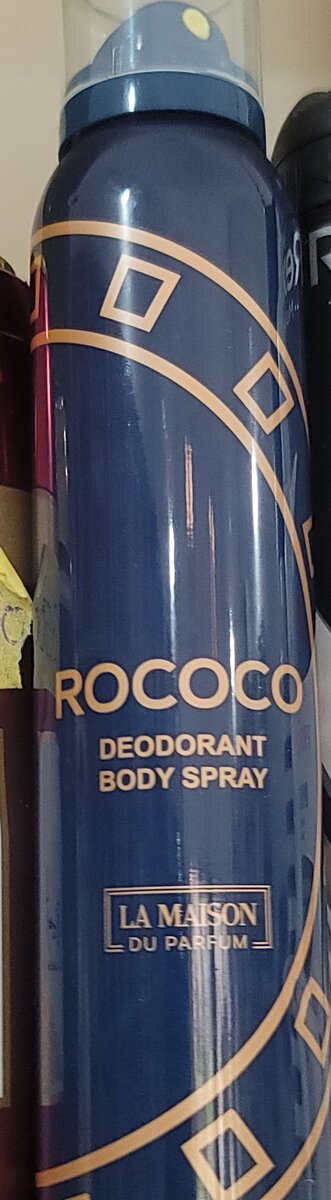 ROCOCO
DEODORANT
BODY SPRAY
LA MAISON
DU PARFUM